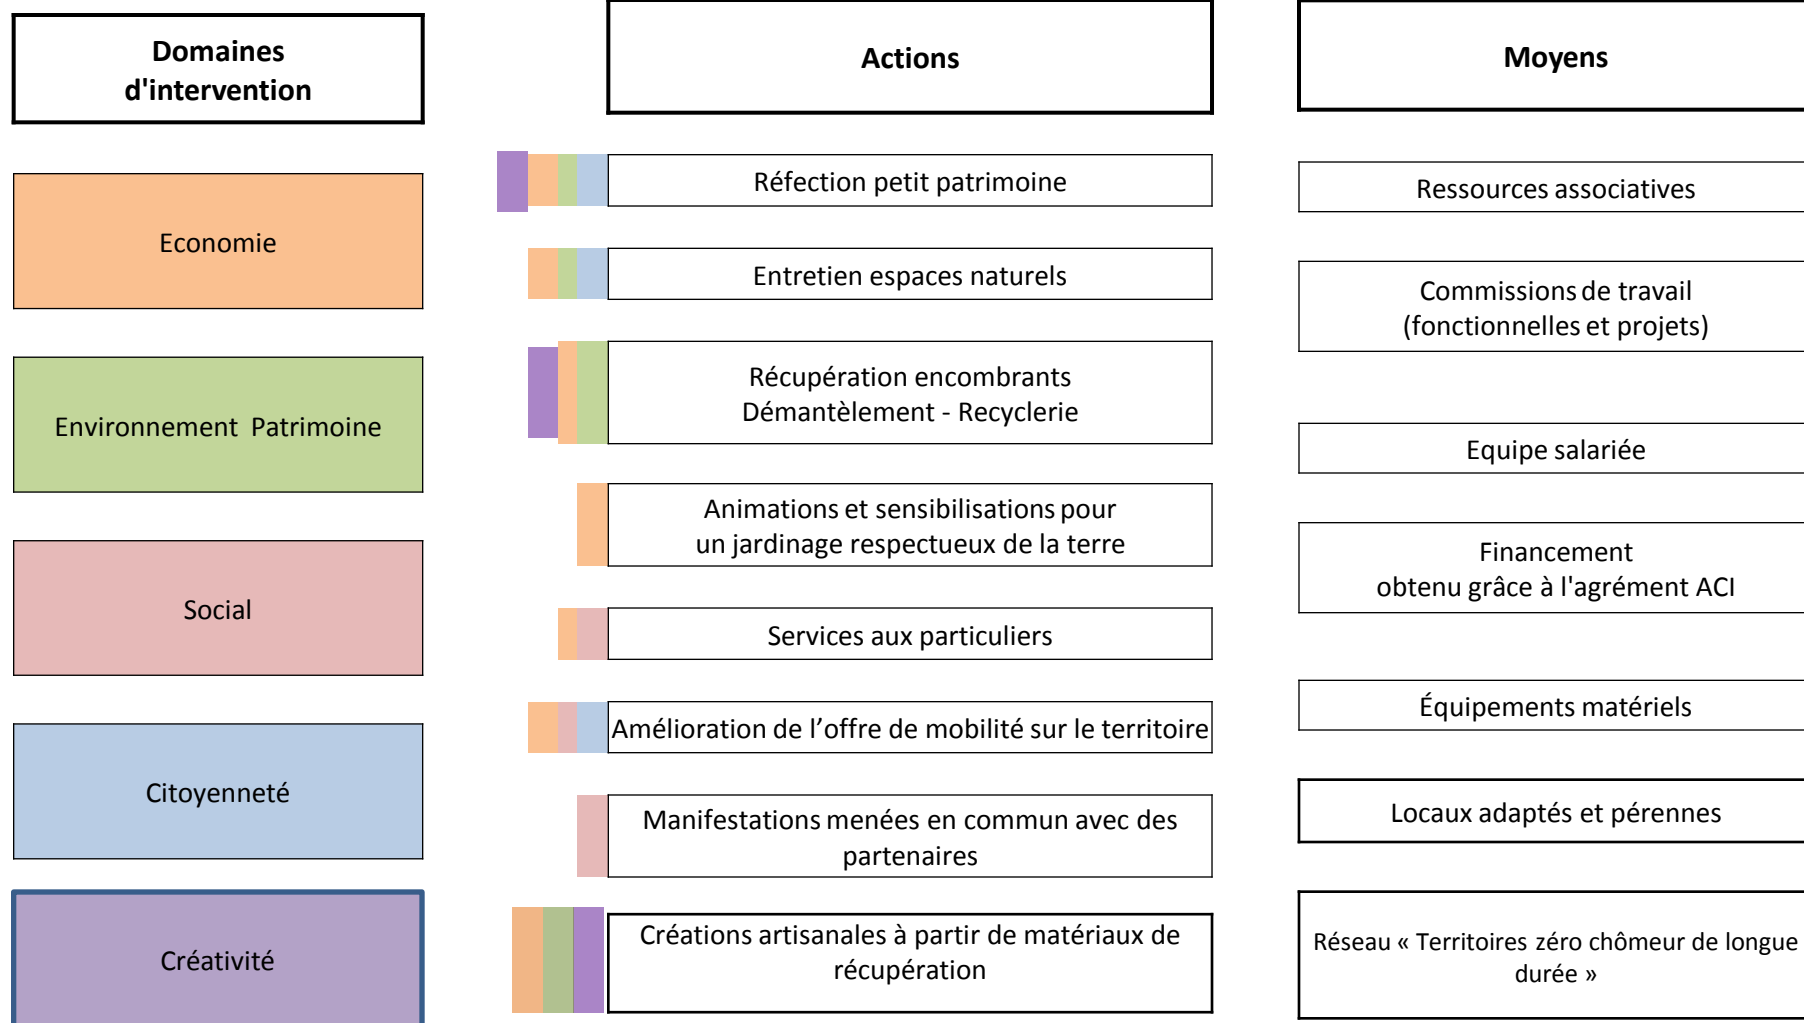 Domaines
d'intervention
Economie
Environnement Patrimoine
Social
Citoyenneté
Créativité
Actions
Réfection petit patrimoine
Entretien espaces naturels
Récupération encombrants
Démantèlement - Recyclerie
Animations et sensibilisations pour
un jardinage respectueux de la terre
Services aux particuliers
Amélioration de l’offre de mobilité sur le territoire
Manifestations menées en commun avec des
partenaires
Créations artisanales à partir de matériaux de
récupération
Moyens
Ressources associatives
Commissions de travail
(fonctionnelles et projets)
Equipe salariée
Financement
obtenu grâce à l'agrément ACI
Équipements matériels
Locaux adaptés et pérennes
Réseau « Territoires zéro chômeur de longue
durée »